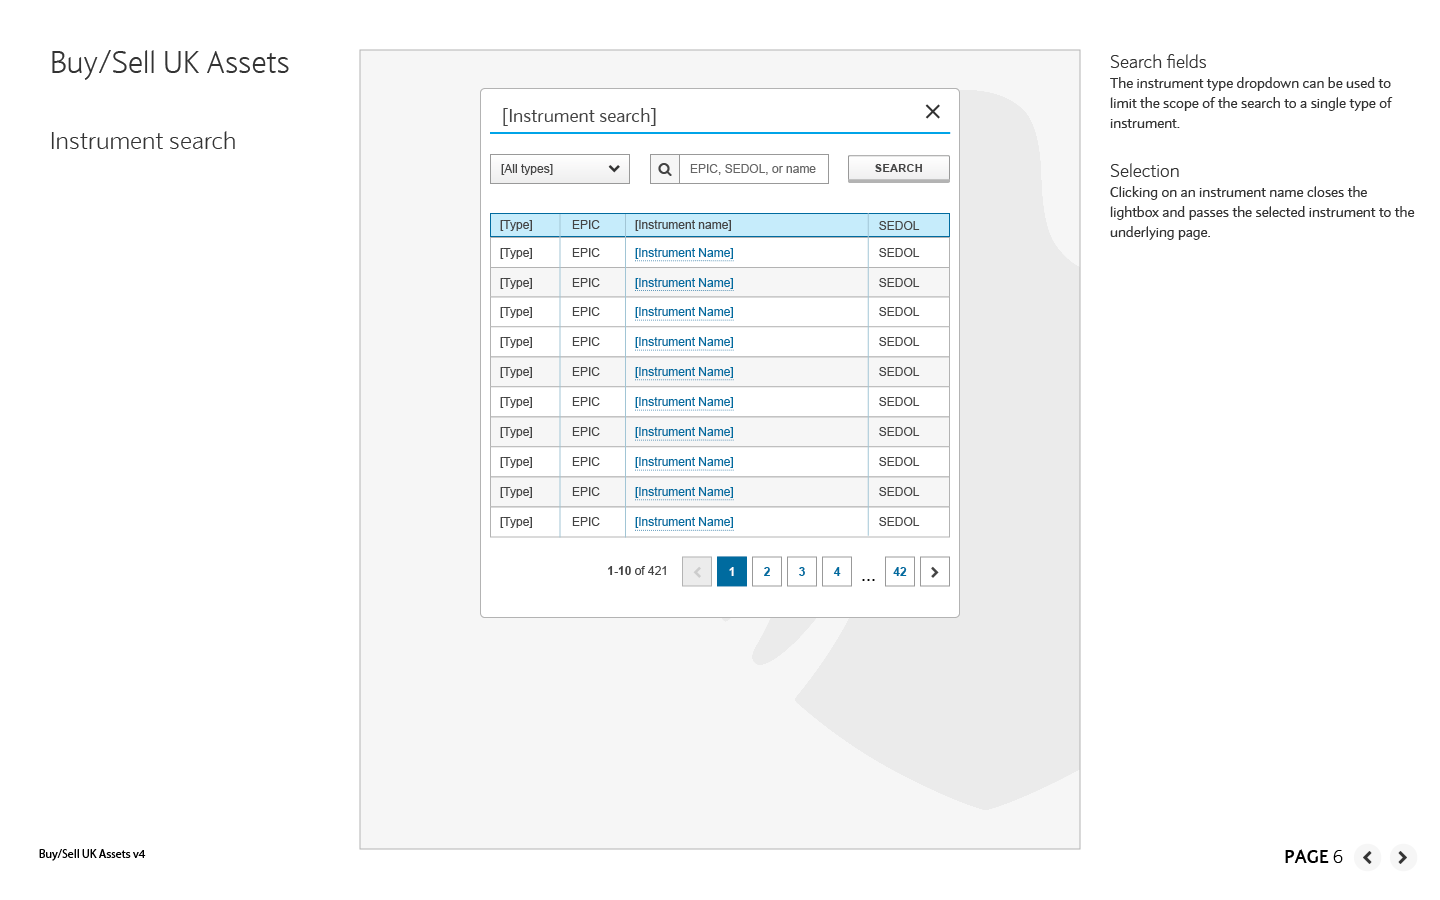 Buy/Sell UK Assets
Instrument search
[Instrument search]
[All types]
EPIC, SEDOL, or name
SEARCH
[Type] EPIC [Instrument name] SEDOL
[Type] EPIC [Instrument Name] SEDOL
[Type] EPIC [Instrument Name] SEDOL
[Type] EPIC [Instrument Name] SEDOL
[Type] EPIC [Instrument Name] SEDOL
[Type] EPIC [Instrument Name] SEDOL
[Type] EPIC [Instrument Name] SEDOL
[Type] EPIC [Instrument Name] SEDOL
[Type] EPIC [Instrument Name] SEDOL
[Type] EPIC [Instrument Name] SEDOL
[Type] EPIC [Instrument Name] SEDOL
1-10 of 421 1 2 3 4 ... 42
Search fields
The instrument type dropdown can be used to
limit the scope of the search to a single type of
instrument.
Selection
Clicking on an instrument name closes the
lightbox and passes the selected instrument to the
underlying page.
Buy/Sell UK Assets v4
PAGE 6